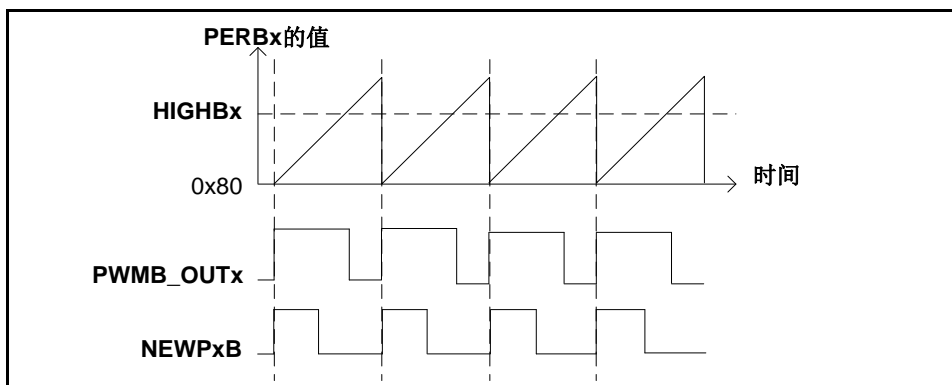 PERBx的值
HIGHBx
0x80
时间
PWMB_OUTx
NEWPxB